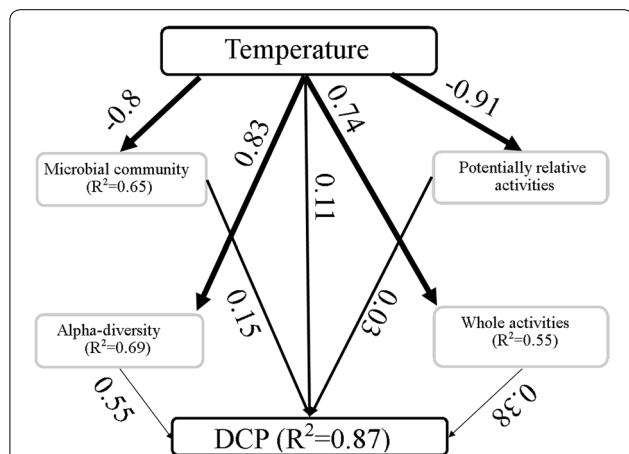 Temperature
-0.8
0.83
0.11
0.74
-0.91
Microbial community
(R²=0.65)
Potentially relative
activities
Alpha-diversity
(R²=0.69)
0.15
0.03
Whole activities
(R²=0.55)
0.55
0.38
DCP (R²=0.87)